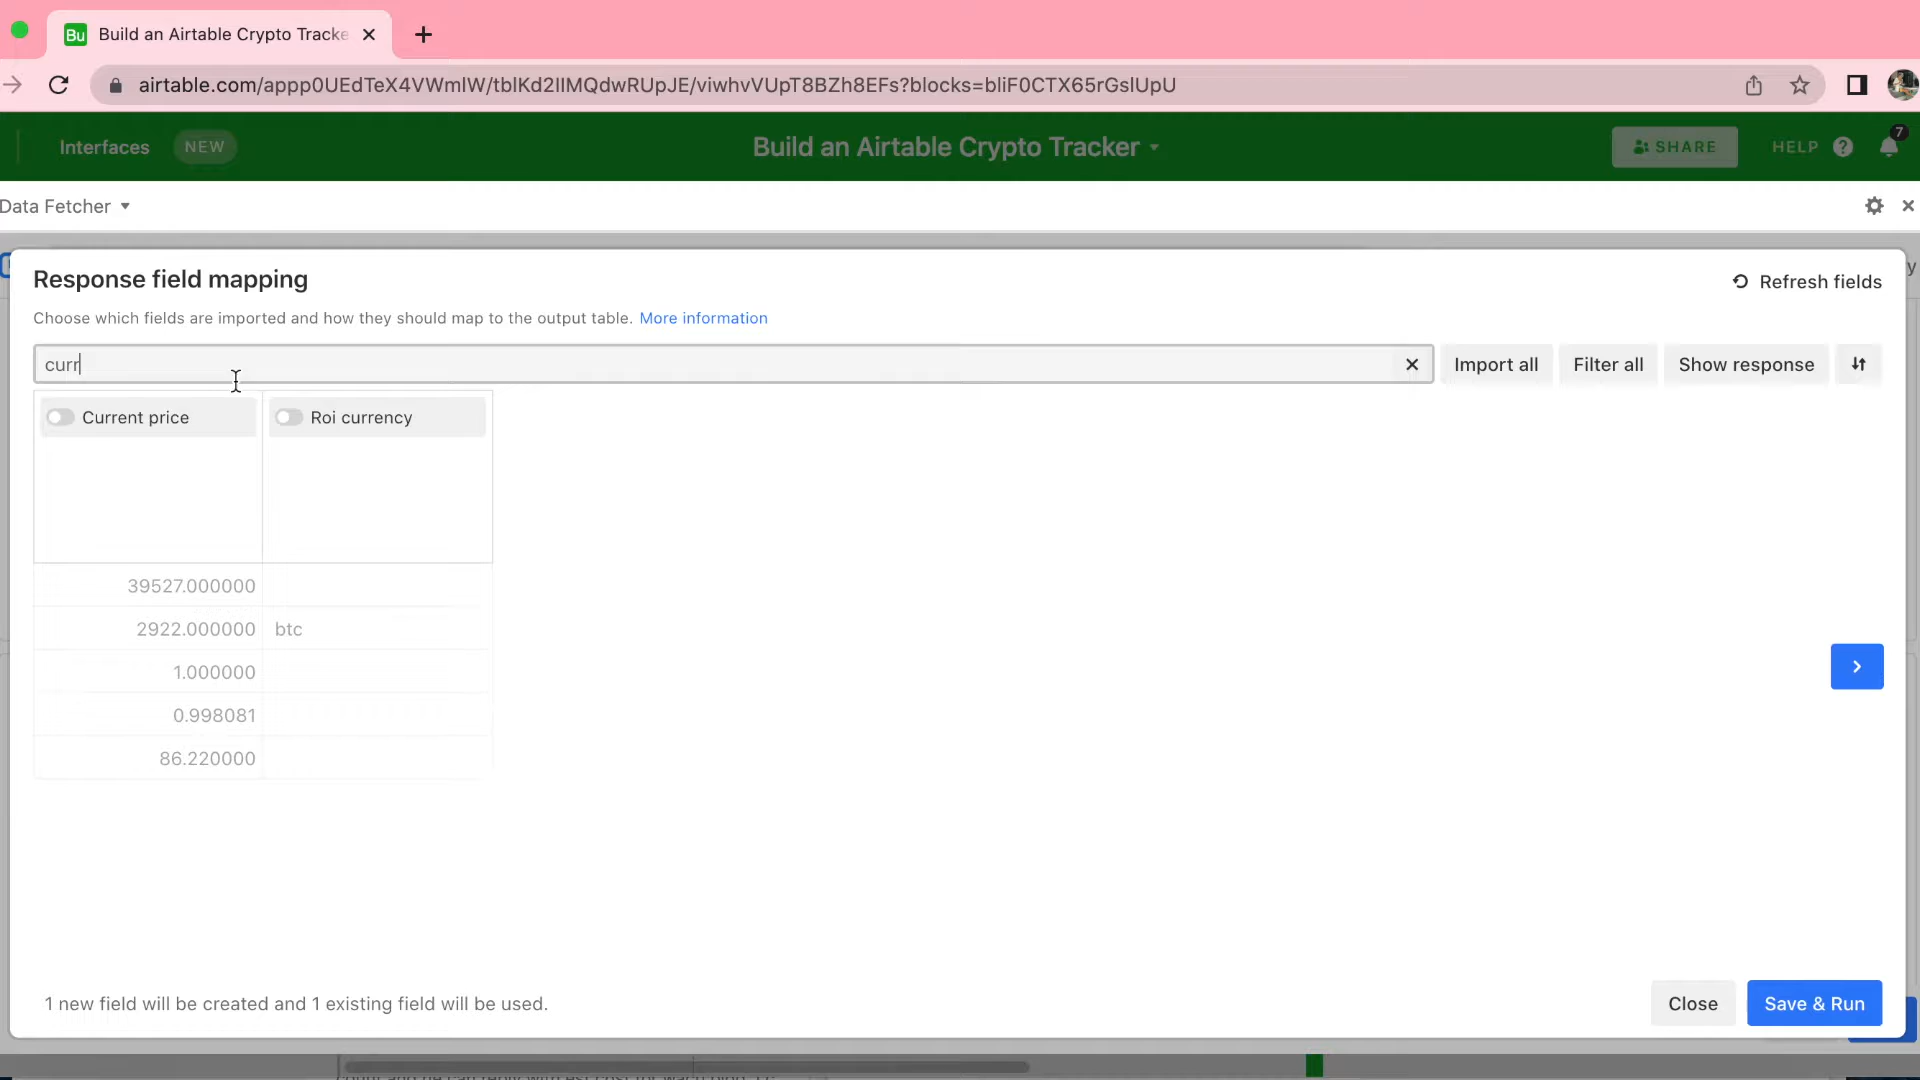 Bu Build an Airtable Crypto Tracke
airtable.com/appp0UEdTeX4VWmlW/tblKd2lIMQdwRUpJE/viwhvVUpT8BZh8EFs?blocks=bliF0CTX65rGslUpU
Interfaces NEW Build an Airtable Crypto Tracker SHARE HELP 7
Data Fetcher
Response field mapping Refresh fields
Choose which fields are imported and how they should map to the output table. More information
curr Import all Filter all Show response
Current price Roi currency
39527.000000
2922.000000 btc
1.000000
0.998081
86.220000
1 new field will be created and 1 existing field will be used. Close Save & Run